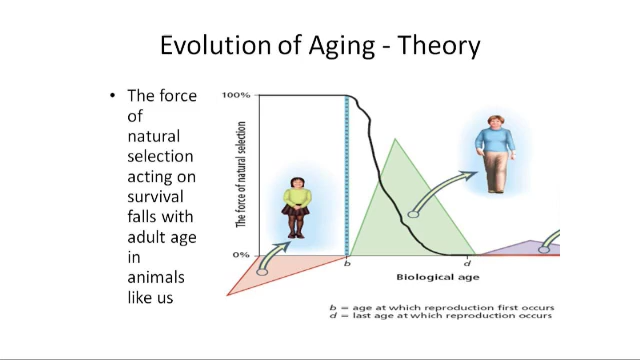 Evolution of Aging - Theory
• The force
of
natural
selection
acting on
survival
falls with
adult age
in
animals
like us
100%
The force of natural selection
0%
b
d
Biological age
b = age at which reproduction first occurs
d = last age at which reproduction occurs